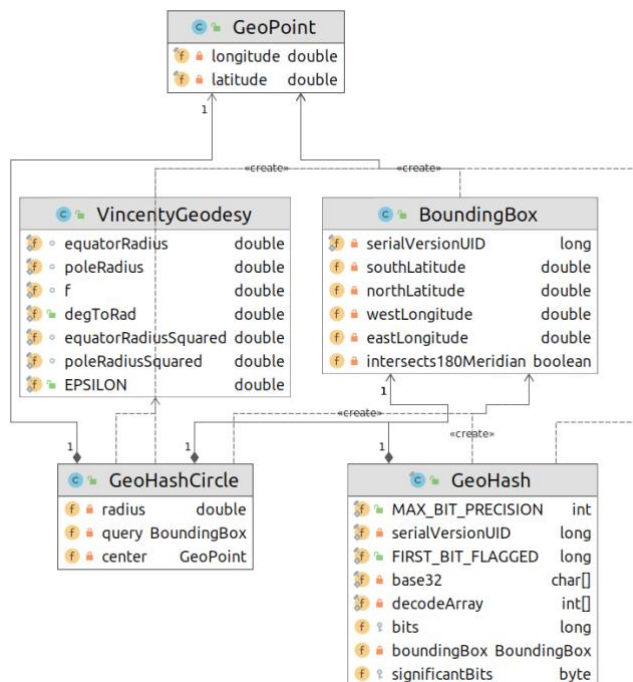 GeoPoint
longitude double
latitude double
1
«create» «create»
VincentyGeodesy
equatorRadius double
poleRadius double
f double
degToRad double
equatorRadiusSquared double
poleRadiusSquared double
EPSILON double
BoundingBox
serialVersionUID long
southLatitude double
northLatitude double
westLongitude double
eastLongitude double
intersects180Meridian boolean
1
«create»
«create»
1 1 1
GeoHashCircle
radius double
query BoundingBox
center GeoPoint
GeoHash
MAX_BIT_PRECISION int
serialVersionUID long
FIRST_BIT_FLAGGED long
base32 char[]
decodeArray int[]
bits long
boundingBox BoundingBox
significantBits byte